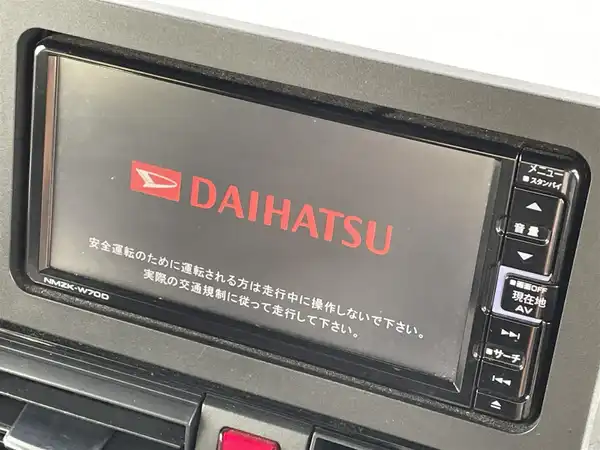 DAIHATSU
安全運転のために運転される方は走行中に操作しないで下さい。
実際の交通規制に従って走行して下さい。
NMZK-W70D
メニュー
■スタンバイ
▲
音量
▼
■画面OFF
現在地
AV
▶▶|
■サーチ
|◀◀
⏏